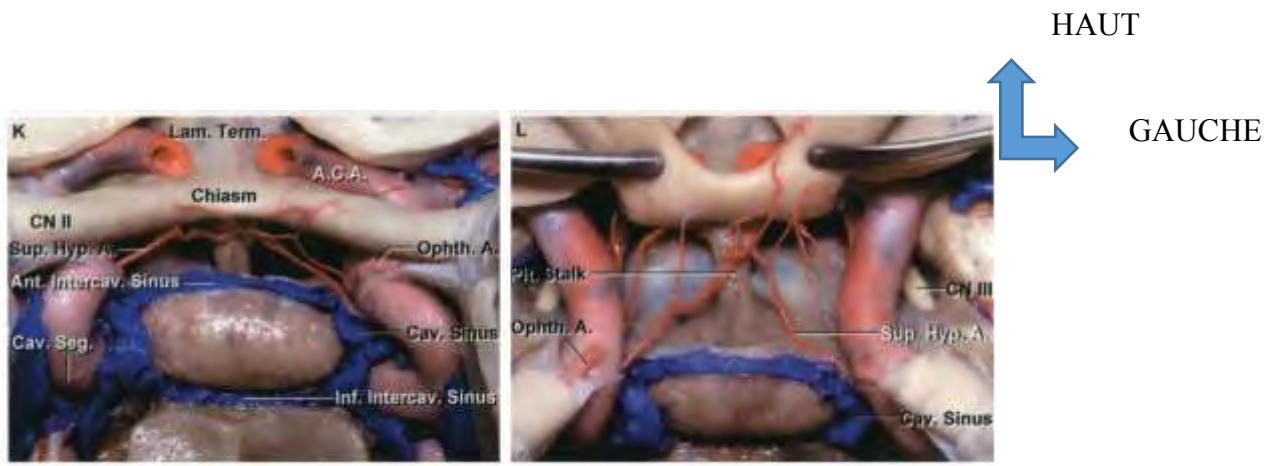 HAUT
GAUCHE
K
Lam. Term.
A.C.A.
Chiasm
CN II
Sup. Hyp. A.
Ophth. A.
Ant. Intercav. Sinus
Cav. Sinus
Cav. Seg.
Inf. Intercav. Sinus
L
Pit. Stalk
CN III
Ophth. A.
Sup. Hyp. A.
Cav. Sinus